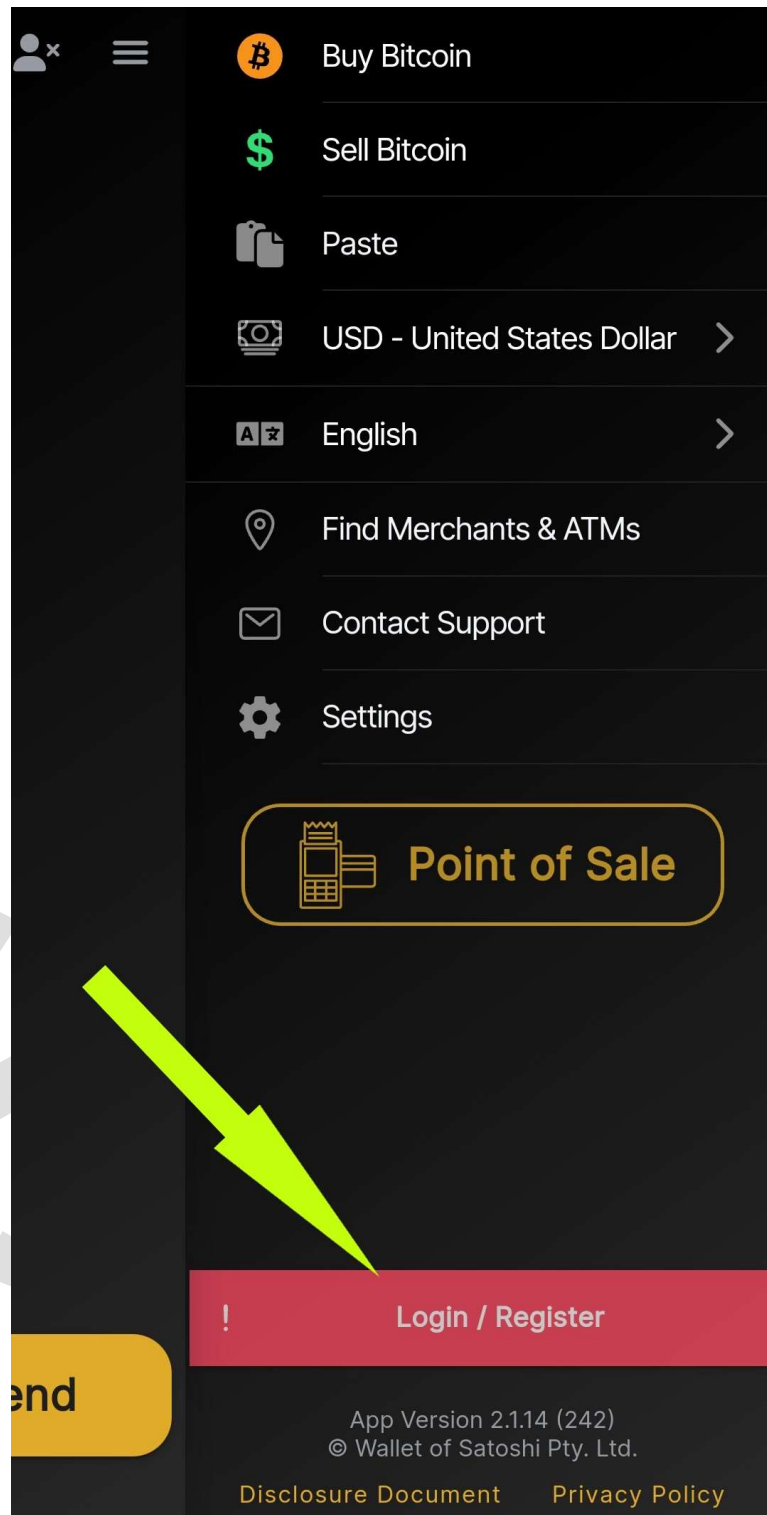 Buy Bitcoin
$ Sell Bitcoin
Paste
USD - United States Dollar
English
Find Merchants & ATMs
Contact Support
Settings
Point of Sale
! Login / Register
end
App Version 2.1.14 (242)
© Wallet of Satoshi Pty. Ltd.
Disclosure Document Privacy Policy